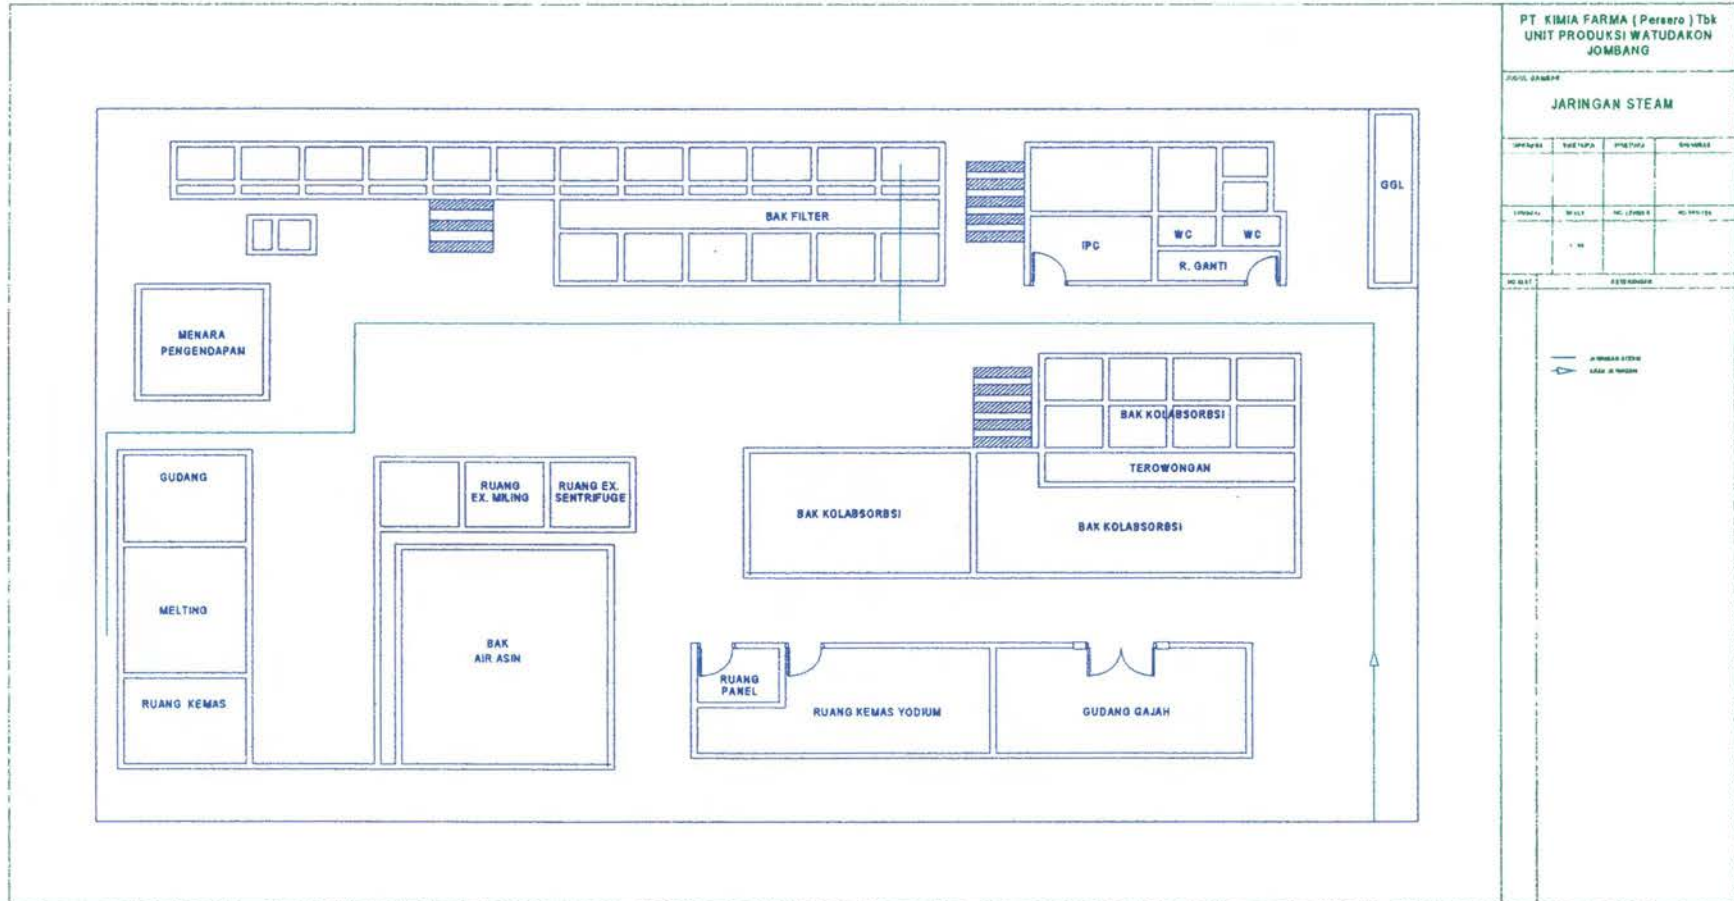 PT KIMIA FARMA ( Persero ) Tbk
UNIT PRODUKSI WATUDAKON
JOMBANG
JARINGAN STEAM
GGL
BAK FILTER
IPC
WC
WC
R. GANTI
MENARA
PENGENDAPAN
BAK KOLABSORBSI
TEROWONGAN
GUDANG
RUANG
EX. MILING
RUANG EX.
SENTRIFUGE
BAK KOLABSORBSI
BAK KOLABSORBSI
MELTING
BAK
AIR ASIN
RUANG KEMAS
RUANG
PANEL
RUANG KEMAS YODIUM
GUDANG GAJAH
JARINGAN STEAM